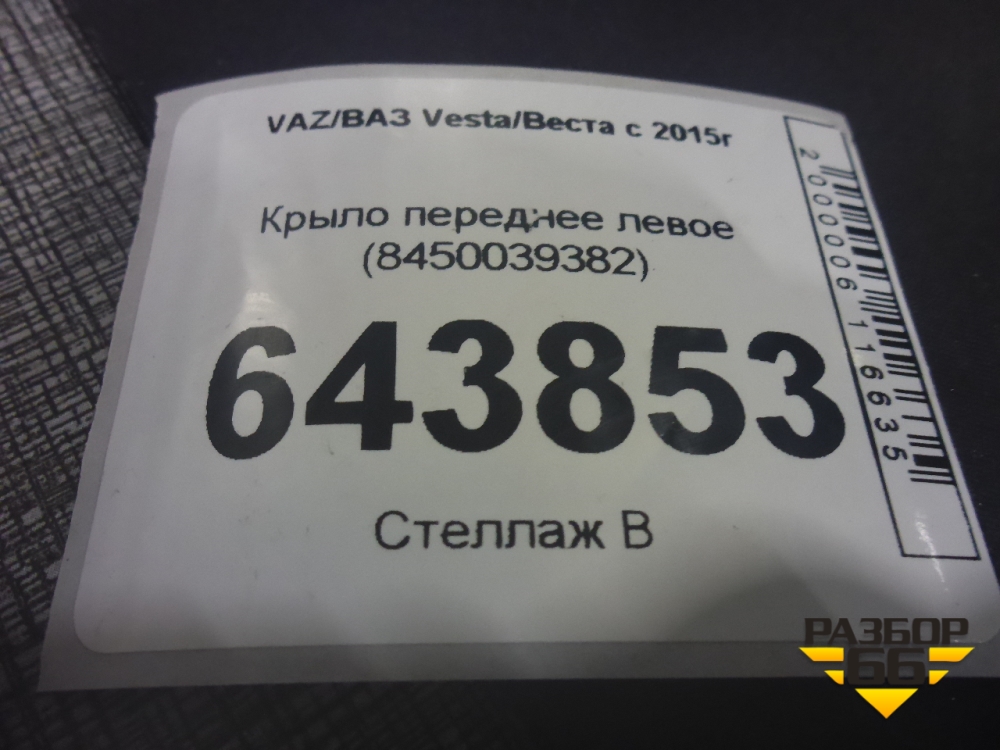 VAZ/ВАЗ Vesta/Веста с 2015г
Крыло переднее левое
(8450039382)
643853
Стеллаж В
2000006116635
РАЗБОР
66